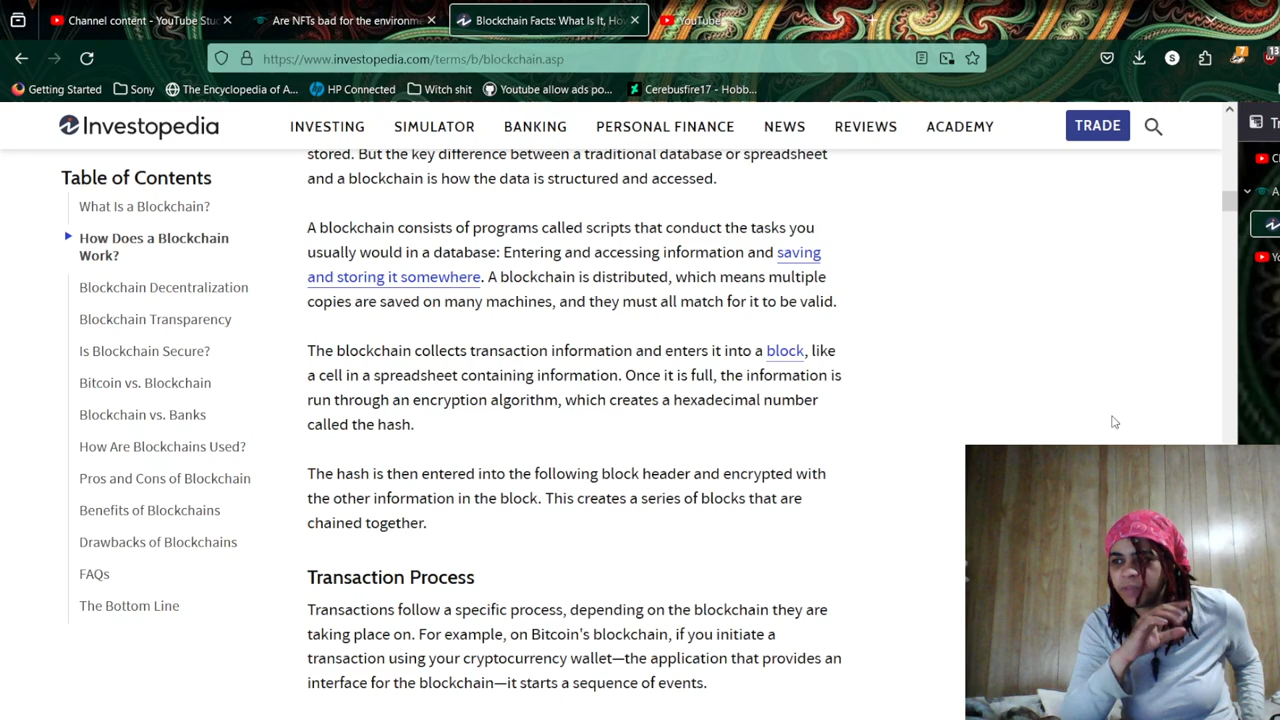 Channel content - YouTube Stu
Are NFTs bad for the environme
Blockchain Facts: What Is It, Ho
YouTube
https://www.investopedia.com/terms/b/blockchain.asp
7
13
Getting Started
Sony
The Encyclopedia of A...
HP Connected
Witch shit
Youtube allow ads po...
Cerebusfire17 - Hobb...
Investopedia
INVESTING
SIMULATOR
BANKING
PERSONAL FINANCE
NEWS
REVIEWS
ACADEMY
TRADE
Table of Contents
What Is a Blockchain?
How Does a Blockchain
Work?
Blockchain Decentralization
Blockchain Transparency
Is Blockchain Secure?
Bitcoin vs. Blockchain
Blockchain vs. Banks
How Are Blockchains Used?
Pros and Cons of Blockchain
Benefits of Blockchains
Drawbacks of Blockchains
FAQs
The Bottom Line
stored. But the key difference between a traditional database or spreadsheet
and a blockchain is how the data is structured and accessed.
A blockchain consists of programs called scripts that conduct the tasks you
usually would in a database: Entering and accessing information and saving
and storing it somewhere. A blockchain is distributed, which means multiple
copies are saved on many machines, and they must all match for it to be valid.
The blockchain collects transaction information and enters it into a block, like
a cell in a spreadsheet containing information. Once it is full, the information is
run through an encryption algorithm, which creates a hexadecimal number
called the hash.
The hash is then entered into the following block header and encrypted with
the other information in the block. This creates a series of blocks that are
chained together.
Transaction Process
Transactions follow a specific process, depending on the blockchain they are
taking place on. For example, on Bitcoin's blockchain, if you initiate a
transaction using your cryptocurrency wallet—the application that provides an
interface for the blockchain—it starts a sequence of events.